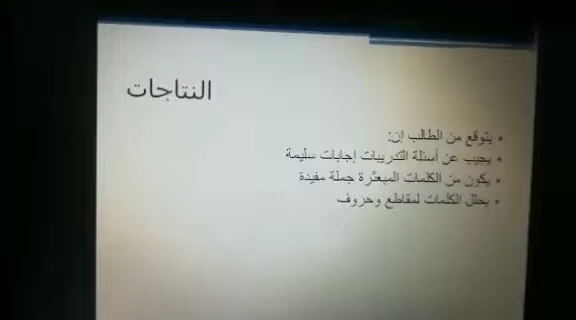 النتاجات
• يتوقع من الطالب إن:
• يجيب عن أسئلة التدريبات إجابات سليمة
• يكون من الكلمات المبعثرة جملة مفيدة
• يحلل الكلمات لمقاطع وحروف